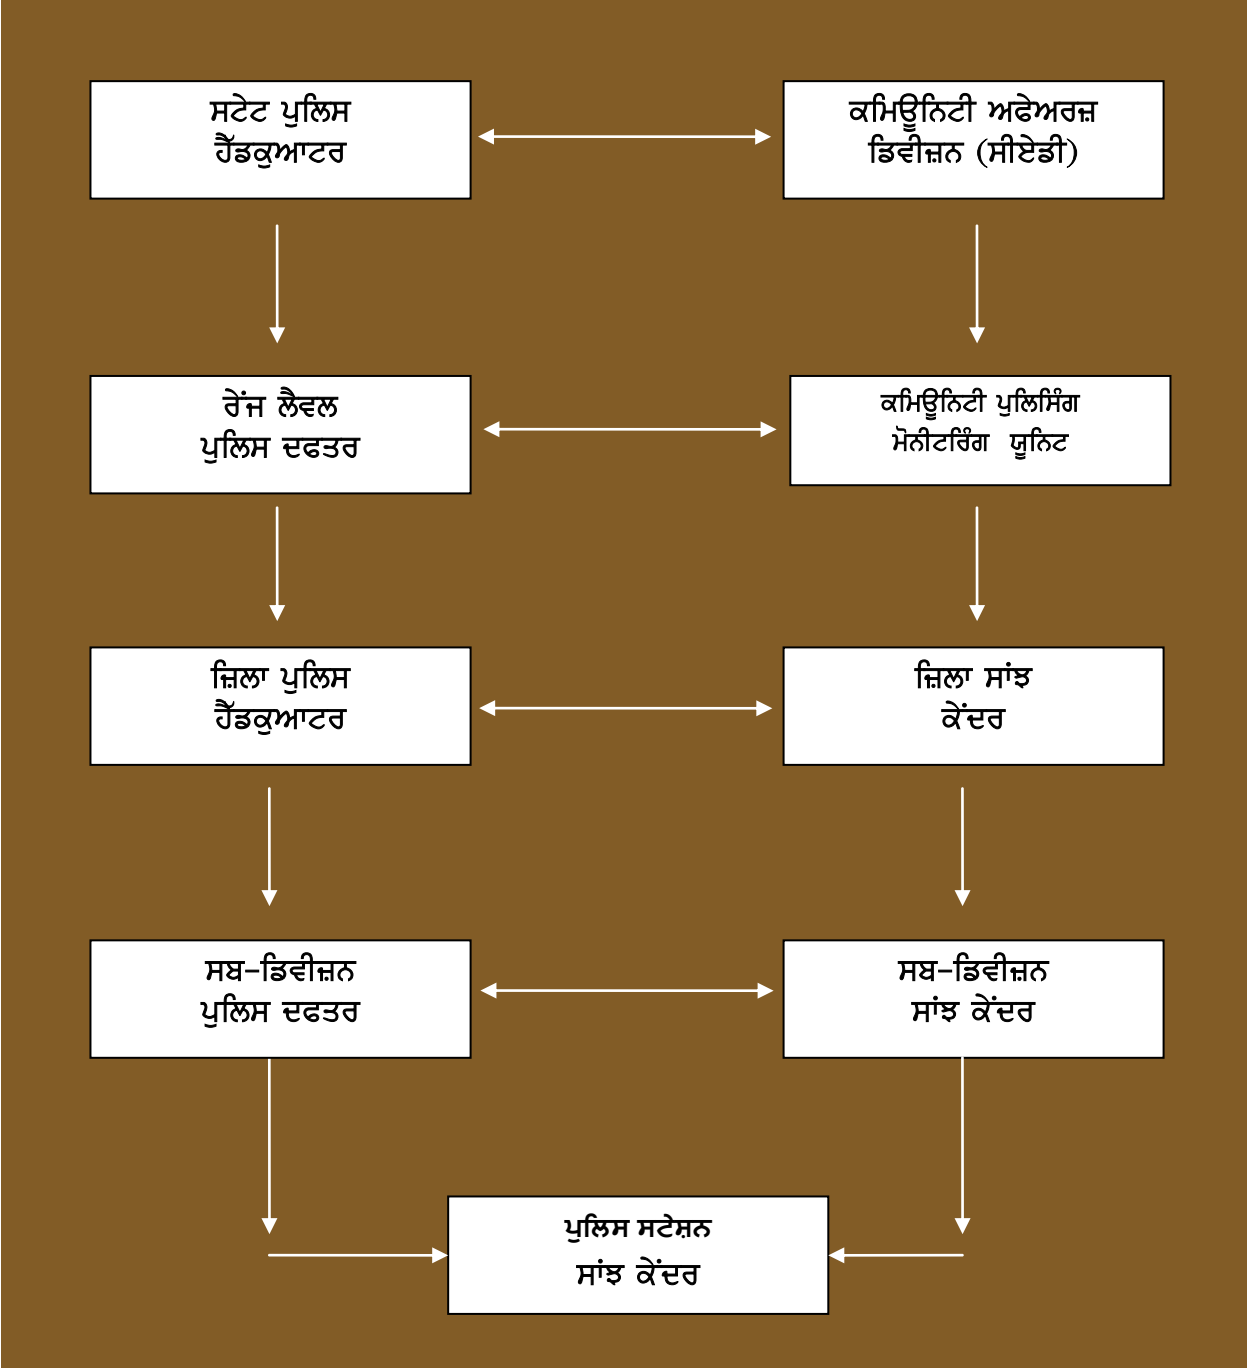 ਸਟੇਟ ਪੁਲਿਸ
ਹੈੱਡਕੁਆਟਰ
ਕਮਿਊਨਿਟੀ ਅਫੇਅਰਜ਼
ਡਿਵੀਜ਼ਨ (ਸੀਏਡੀ)
ਰੇਂਜ ਲੈਵਲ
ਪੁਲਿਸ ਦਫਤਰ
ਕਮਿਊਨਿਟੀ ਪੁਲਿਸਿੰਗ
ਮੋਨੀਟਰਿੰਗ ਯੂਨਿਟ
ਜ਼ਿਲਾ ਪੁਲਿਸ
ਹੈੱਡਕੁਆਟਰ
ਜ਼ਿਲਾ ਸਾਂਝ
ਕੇਂਦਰ
ਸਬ-ਡਿਵੀਜ਼ਨ
ਪੁਲਿਸ ਦਫਤਰ
ਸਬ-ਡਿਵੀਜ਼ਨ
ਸਾਂਝ ਕੇਂਦਰ
ਪੁਲਿਸ ਸਟੇਸ਼ਨ
ਸਾਂਝ ਕੇਂਦਰ